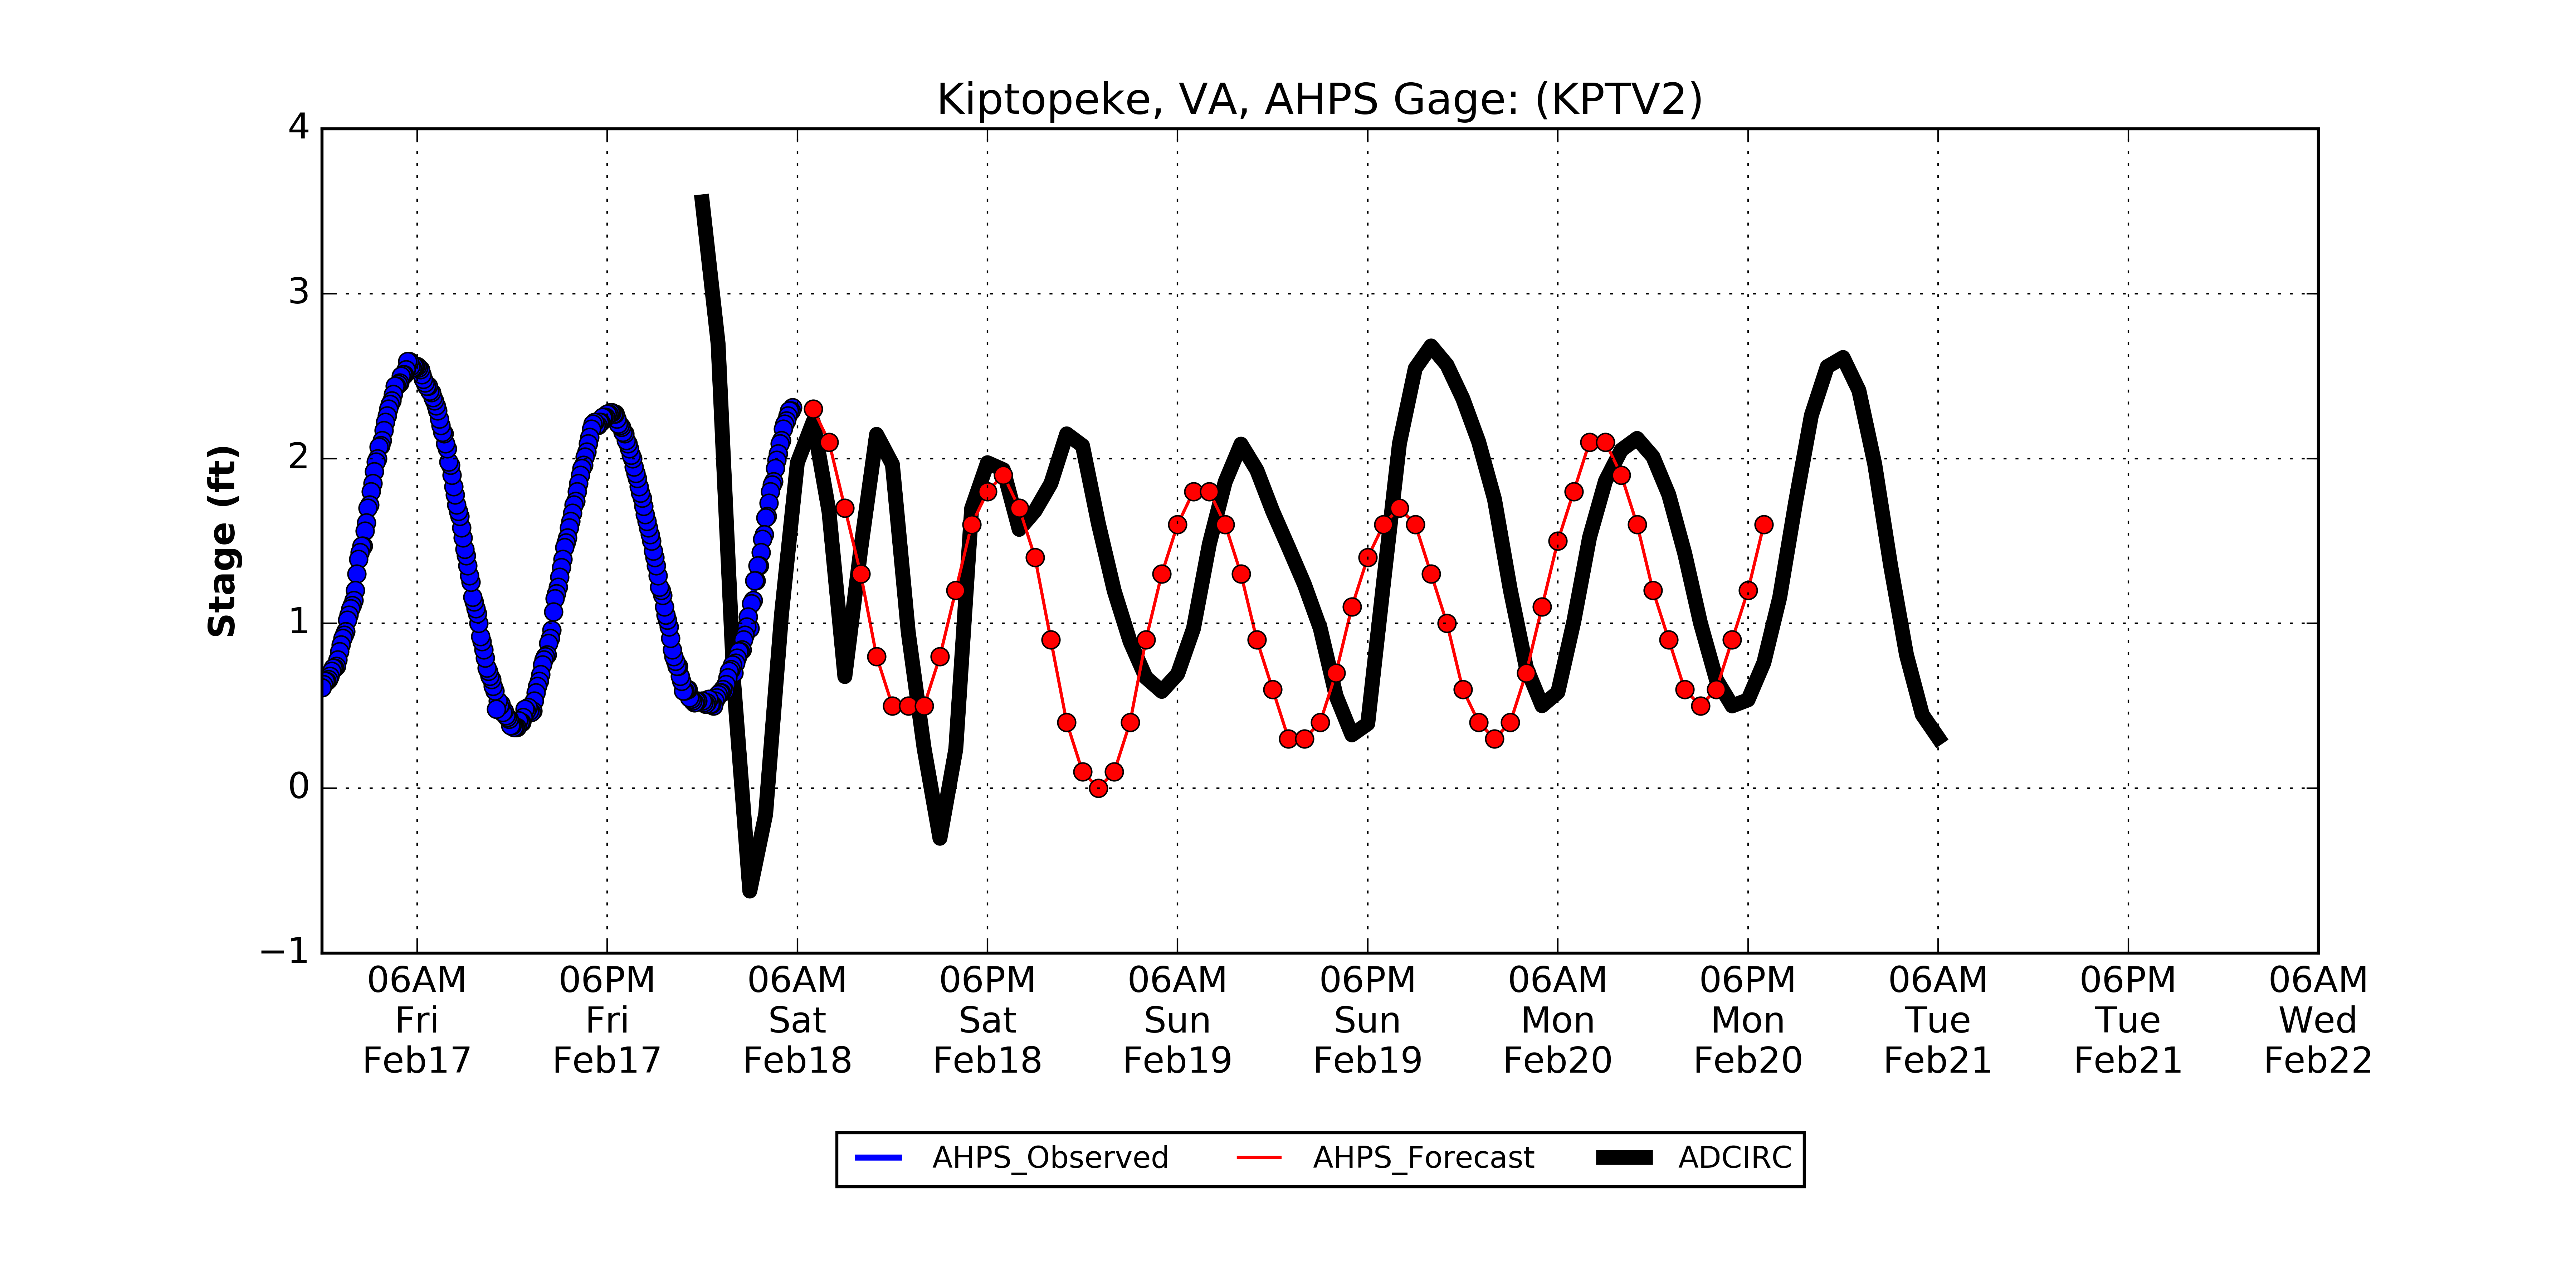 Kiptopeke, VA, AHPS Gage: (KPTV2)
4
3
2
1
0
−1
Stage (ft)
06AM 06PM 06AM 06PM 06AM 06PM 06AM 06PM 06AM 06PM 06AM
Fri Fri Sat Sat Sun Sun Mon Mon Tue Tue Wed
Feb17 Feb17 Feb18 Feb18 Feb19 Feb19 Feb20 Feb20 Feb21 Feb21 Feb22
AHPS_Observed AHPS_Forecast ADCIRC